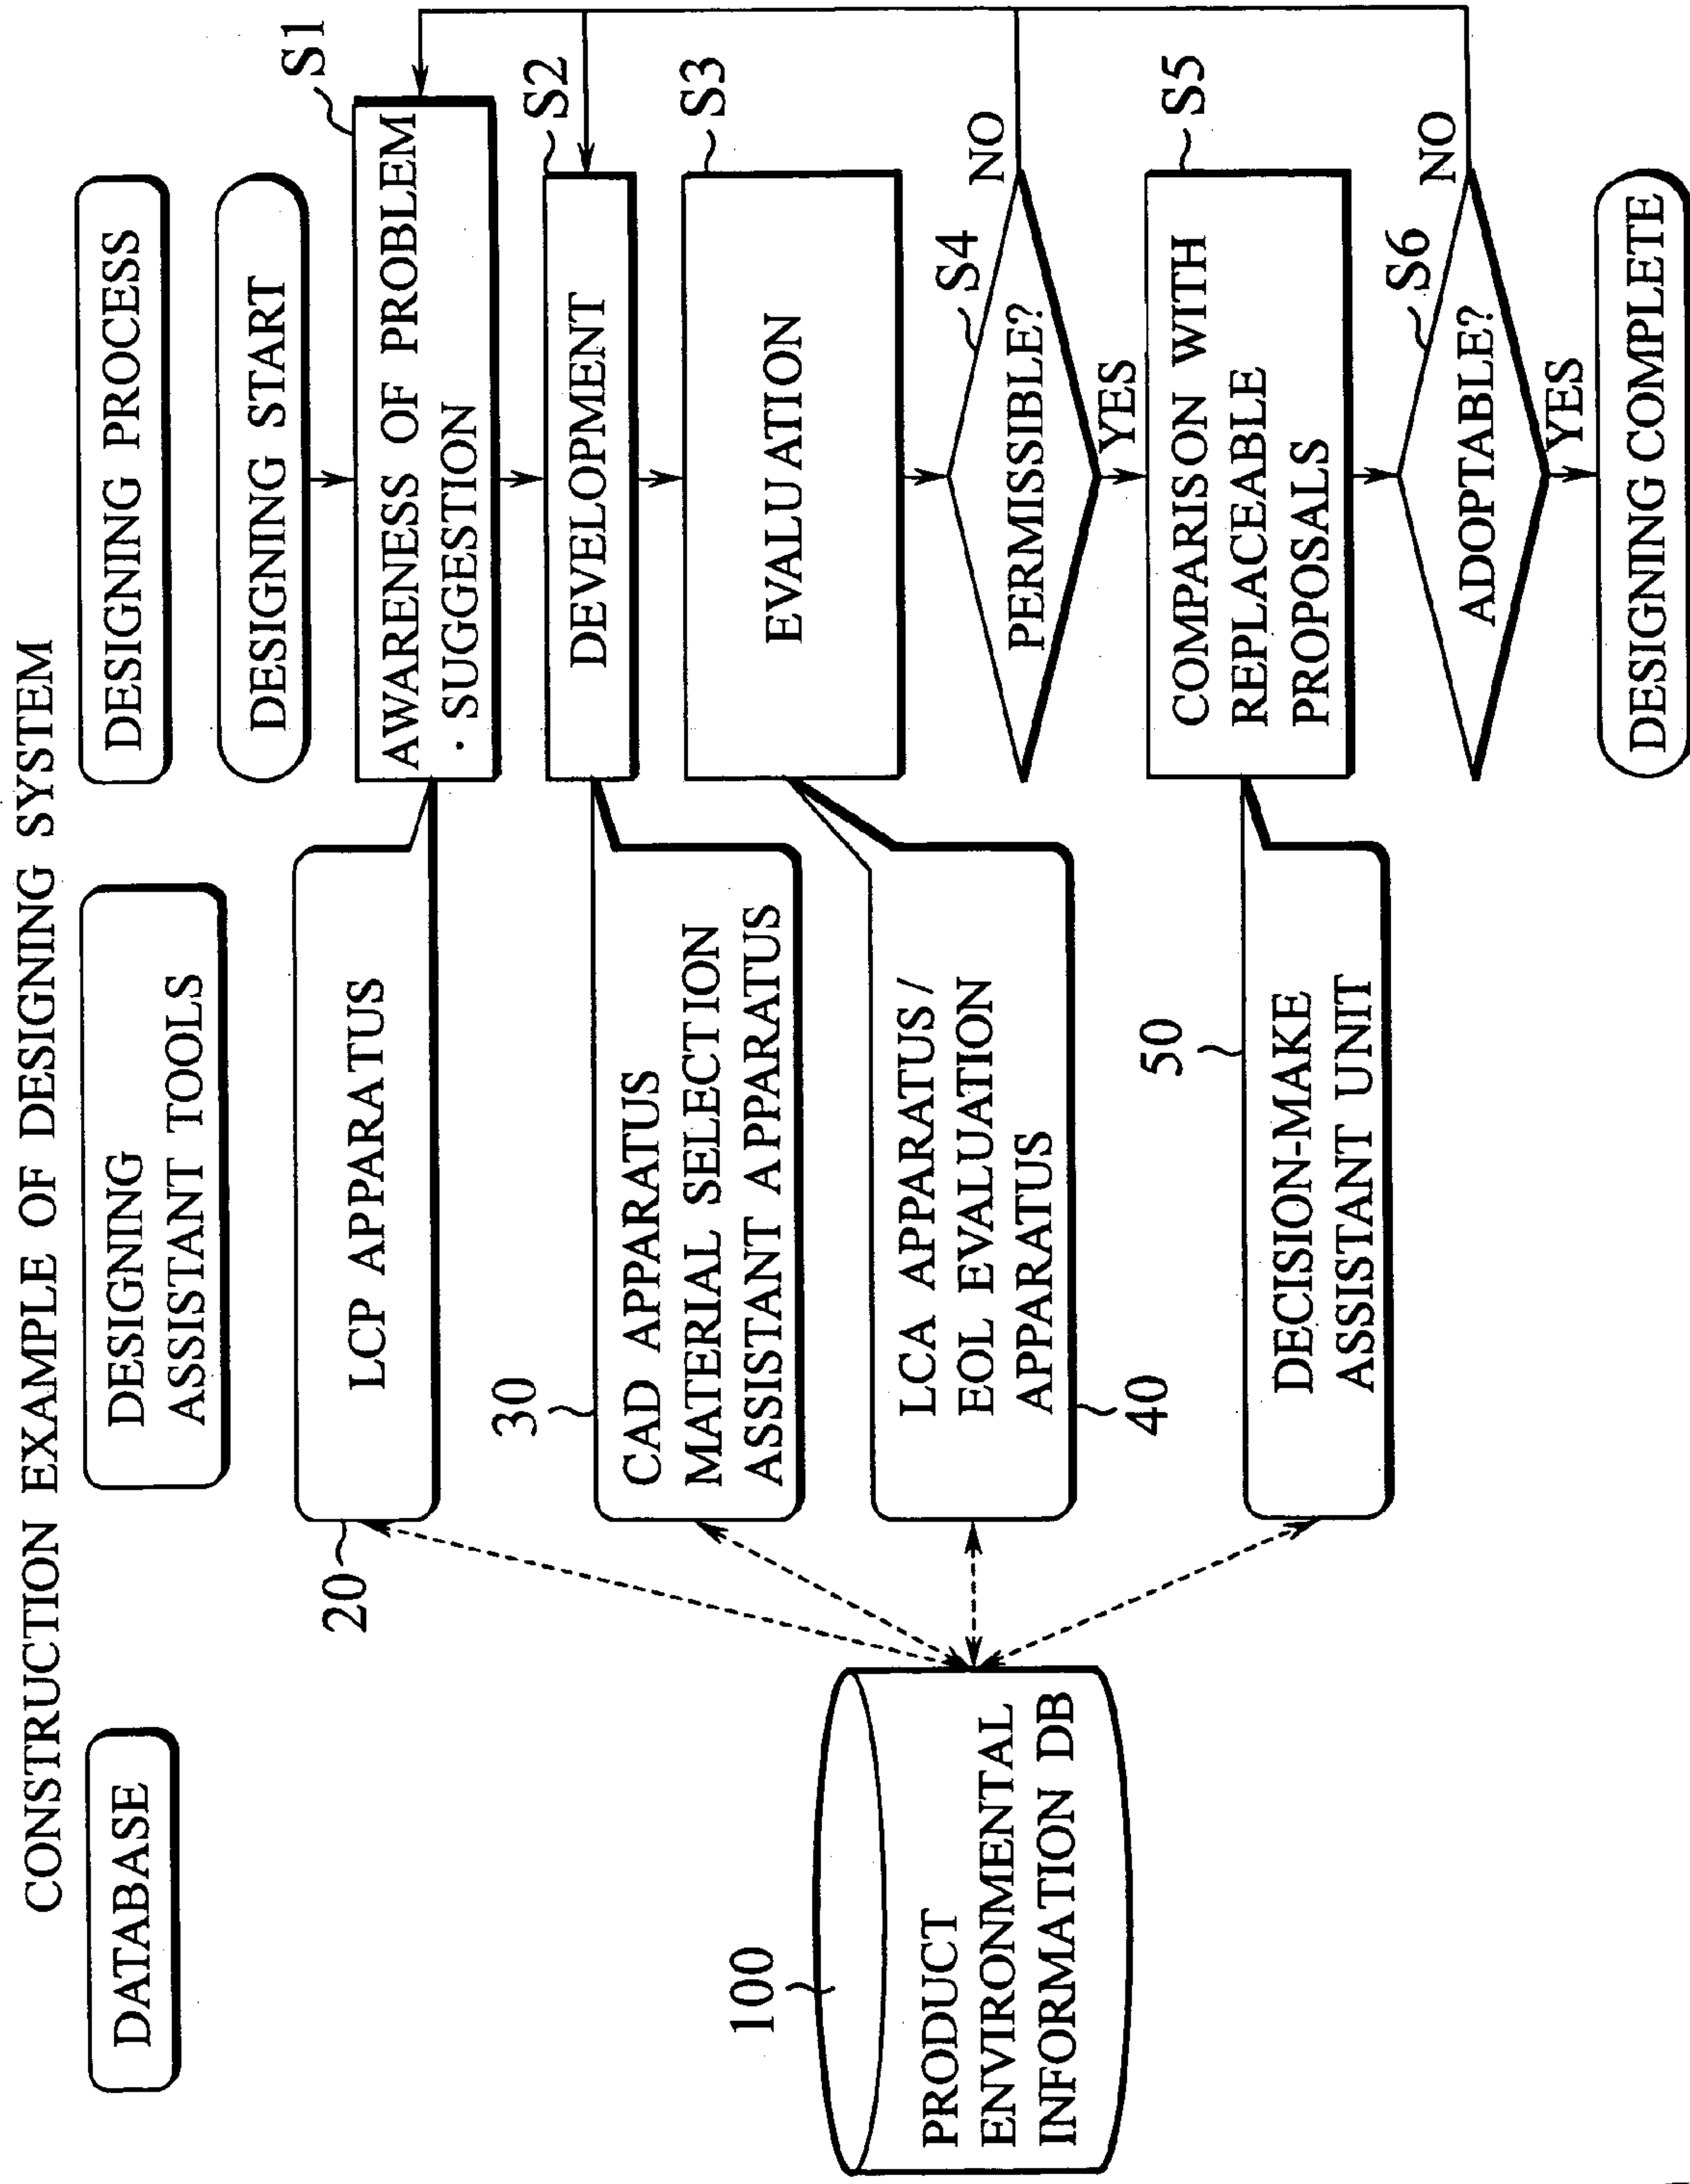 CONSTRUCTION EXAMPLE OF DESIGNING SYSTEM
DATABASE
DESIGNING
ASSISTANT TOOLS
DESIGNING PROCESS
DESIGNING START
S1
AWARENESS OF PROBLEM
· SUGGESTION
20
LCP APPARATUS
S2
DEVELOPMENT
30
CAD APPARATUS
MATERIAL SELECTION
ASSISTANT APPARATUS
S3
EVALUATION
LCA APPARATUS /
EOL EVALUATION
APPARATUS
40
100
PRODUCT
ENVIRONMENTAL
INFORMATION DB
S4
NO
PERMISSIBLE?
YES
S5
COMPARISON WITH
REPLACEABLE
PROPOSALS
50
DECISION-MAKE
ASSISTANT UNIT
S6
NO
ADOPTABLE?
YES
DESIGNING COMPLETE